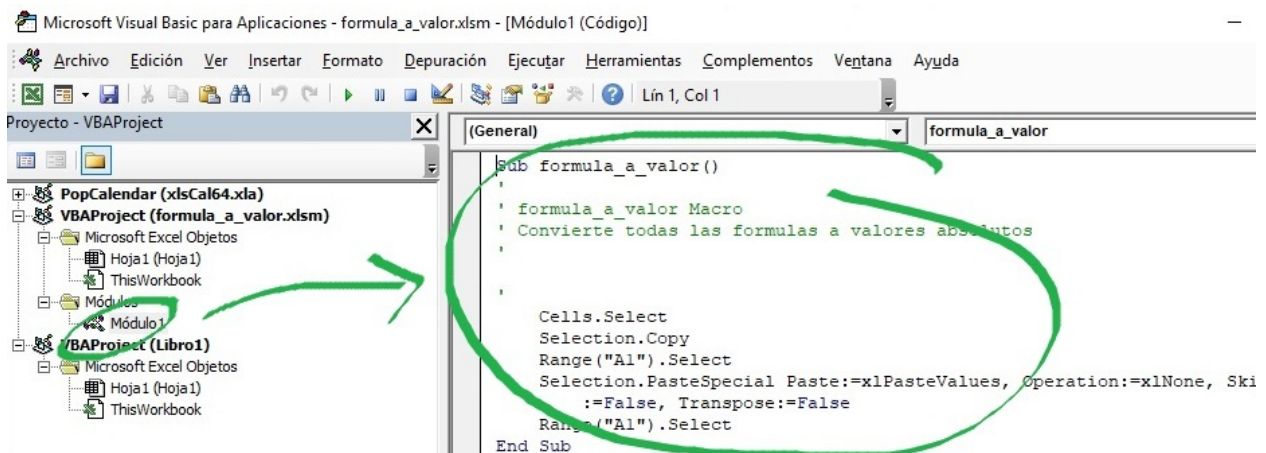 Microsoft Visual Basic para Aplicaciones - formula_a_valor.xlsm - [Módulo1 (Código)]
Archivo Edición Ver Insertar Formato Depuración Ejecutar Herramientas Complementos Ventana Ayuda
Lín 1, Col 1
Proyecto - VBAProject
PopCalendar (xlsCal64.xla)
VBAProject (formula_a_valor.xlsm)
Microsoft Excel Objetos
Hoja1 (Hoja1)
ThisWorkbook
Módulos
Módulo1
VBAProject (Libro1)
Microsoft Excel Objetos
Hoja1 (Hoja1)
ThisWorkbook
(General)
formula_a_valor
Sub formula_a_valor()
'
' formula_a_valor Macro
' Convierte todas las formulas a valores absolutos
'
'
Cells.Select
Selection.Copy
Range("A1").Select
Selection.PasteSpecial Paste:=xlPasteValues, Operation:=xlNone, Ski
:=False, Transpose:=False
Range("A1").Select
End Sub